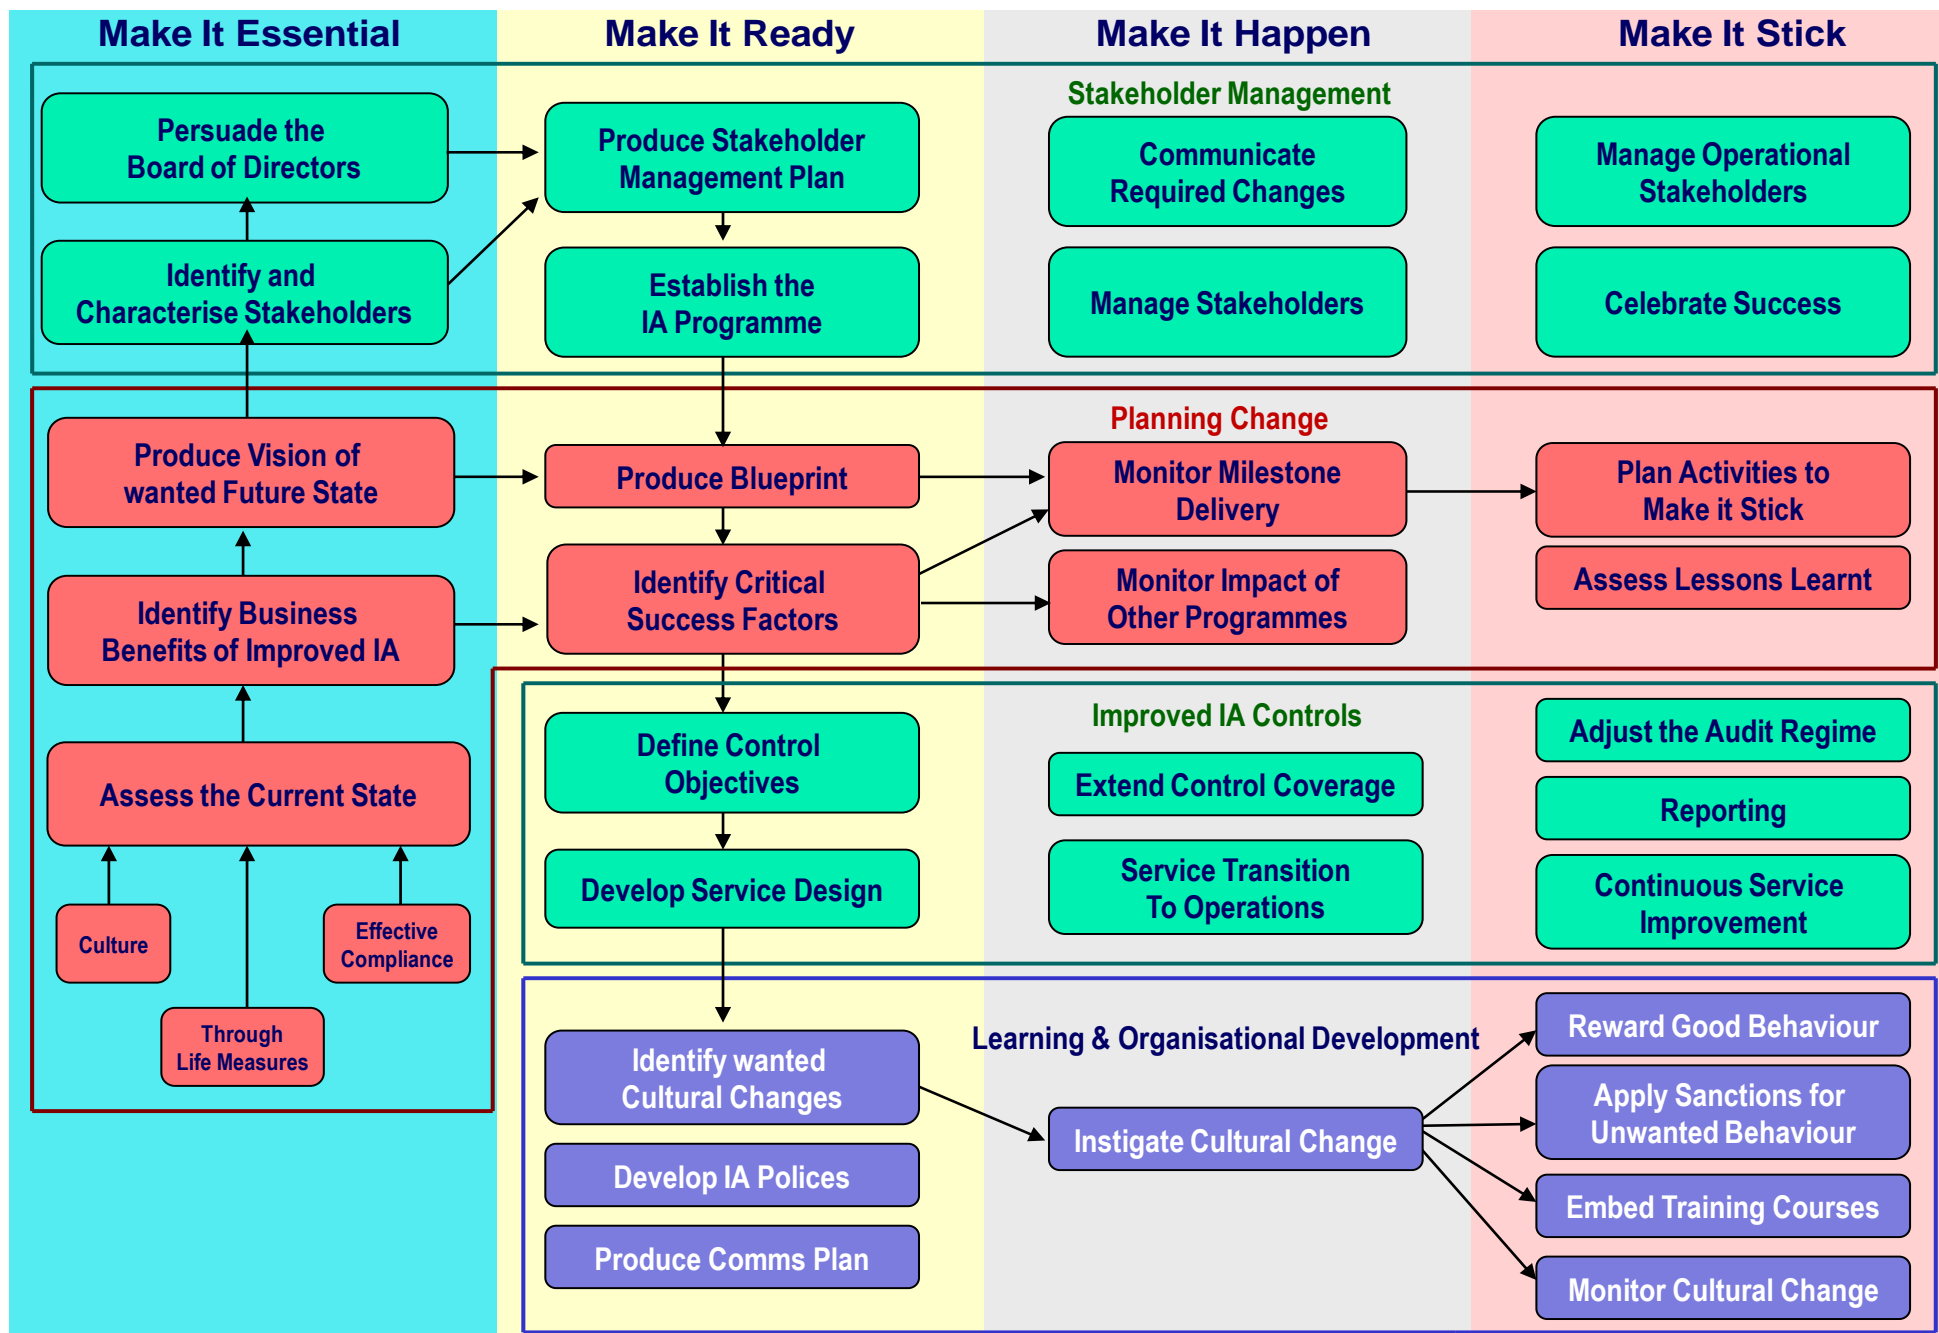 Make It Essential
Make It Ready
Make It Happen
Make It Stick
Stakeholder Management
Persuade the
Board of Directors
Identify and
Characterise Stakeholders
Produce Stakeholder
Management Plan
Establish the
IA Programme
Communicate
Required Changes
Manage Stakeholders
Manage Operational
Stakeholders
Celebrate Success
Planning Change
Produce Vision of
wanted Future State
Identify Business
Benefits of Improved IA
Assess the Current State
Culture
Through
Life Measures
Effective
Compliance
Produce Blueprint
Identify Critical
Success Factors
Monitor Milestone
Delivery
Monitor Impact of
Other Programmes
Plan Activities to
Make it Stick
Assess Lessons Learnt
Improved IA Controls
Define Control
Objectives
Develop Service Design
Extend Control Coverage
Service Transition
To Operations
Adjust the Audit Regime
Reporting
Continuous Service
Improvement
Learning & Organisational Development
Identify wanted
Cultural Changes
Develop IA Polices
Produce Comms Plan
Instigate Cultural Change
Reward Good Behaviour
Apply Sanctions for
Unwanted Behaviour
Embed Training Courses
Monitor Cultural Change